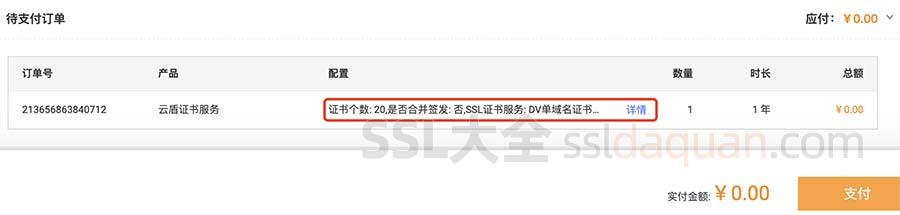 待支付订单 应付： ￥0.00
订单号 产品 配置 数量 时长 总额
213656863840712 云盾证书服务 证书个数: 20,是否合并签发: 否,SSL证书服务: DV单域名证书... 详情 1 1 年 ￥0.00
SSL大全 ssldaquan.com
实付金额: ￥0.00 支付